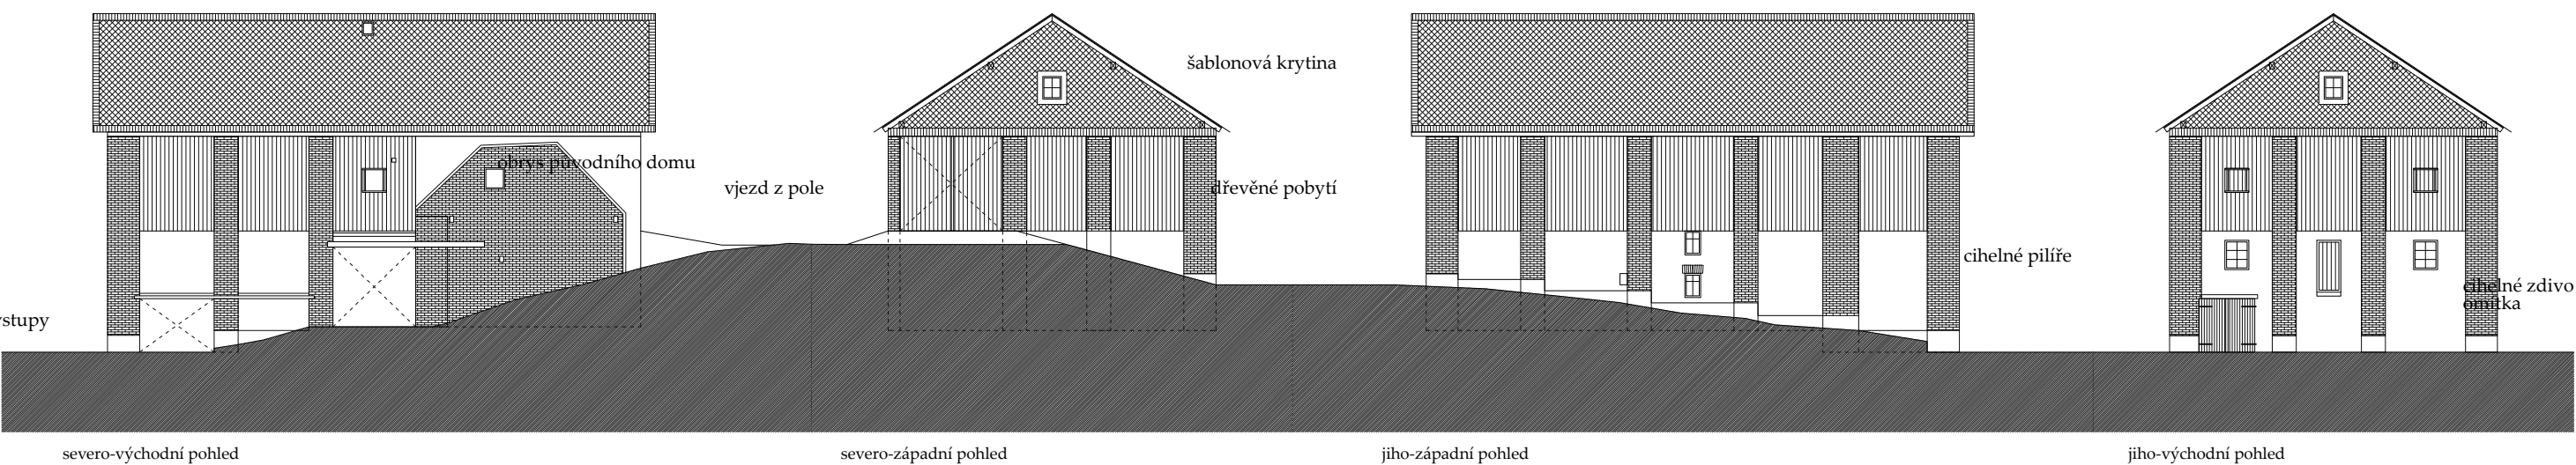 šablonová krytina
obrys původního domu
vjezd z pole
dřevěné pobytí
cihelné pilíře
cihelné zdivo
omítka
vstupy
severo-východní pohled
severo-západní pohled
jiho-západní pohled
jiho-východní pohled